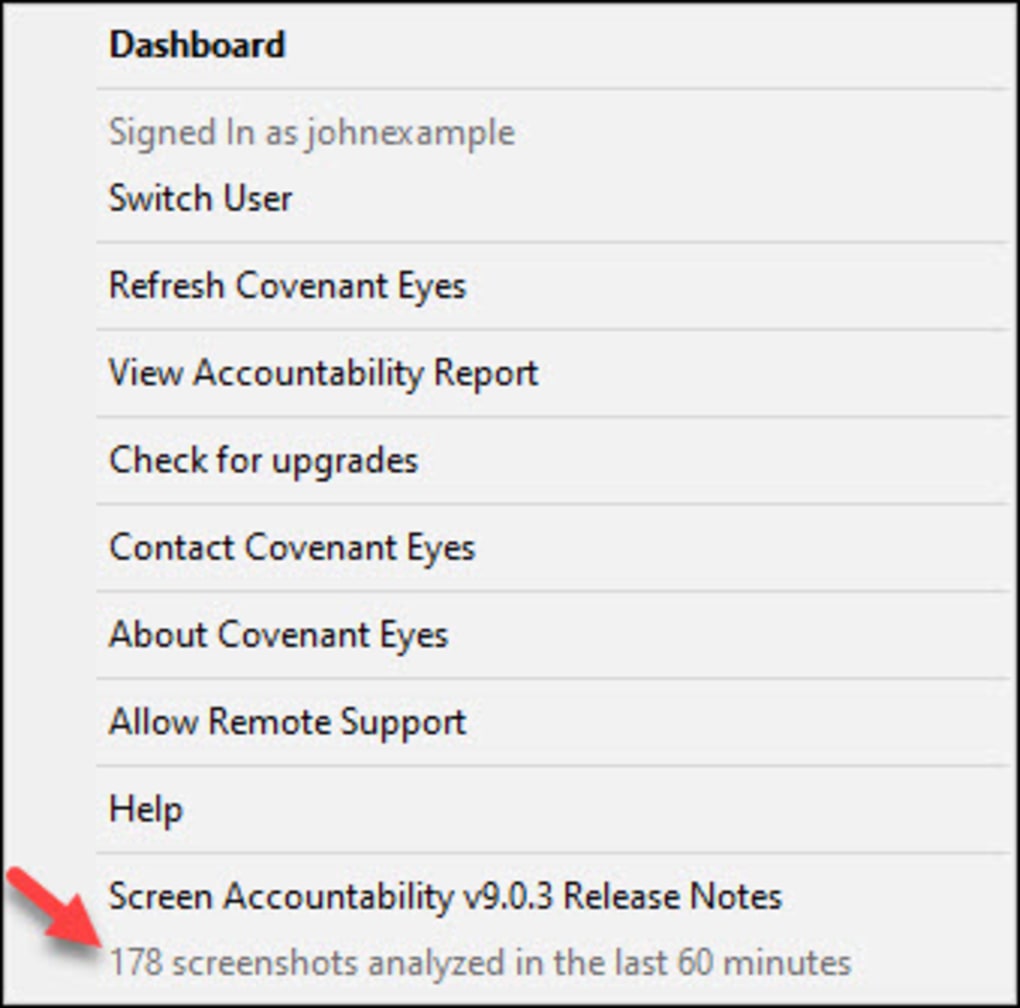 Dashboard
Signed In as johnexample
Switch User
Refresh Covenant Eyes
View Accountability Report
Check for upgrades
Contact Covenant Eyes
About Covenant Eyes
Allow Remote Support
Help
Screen Accountability v9.0.3 Release Notes
178 screenshots analyzed in the last 60 minutes